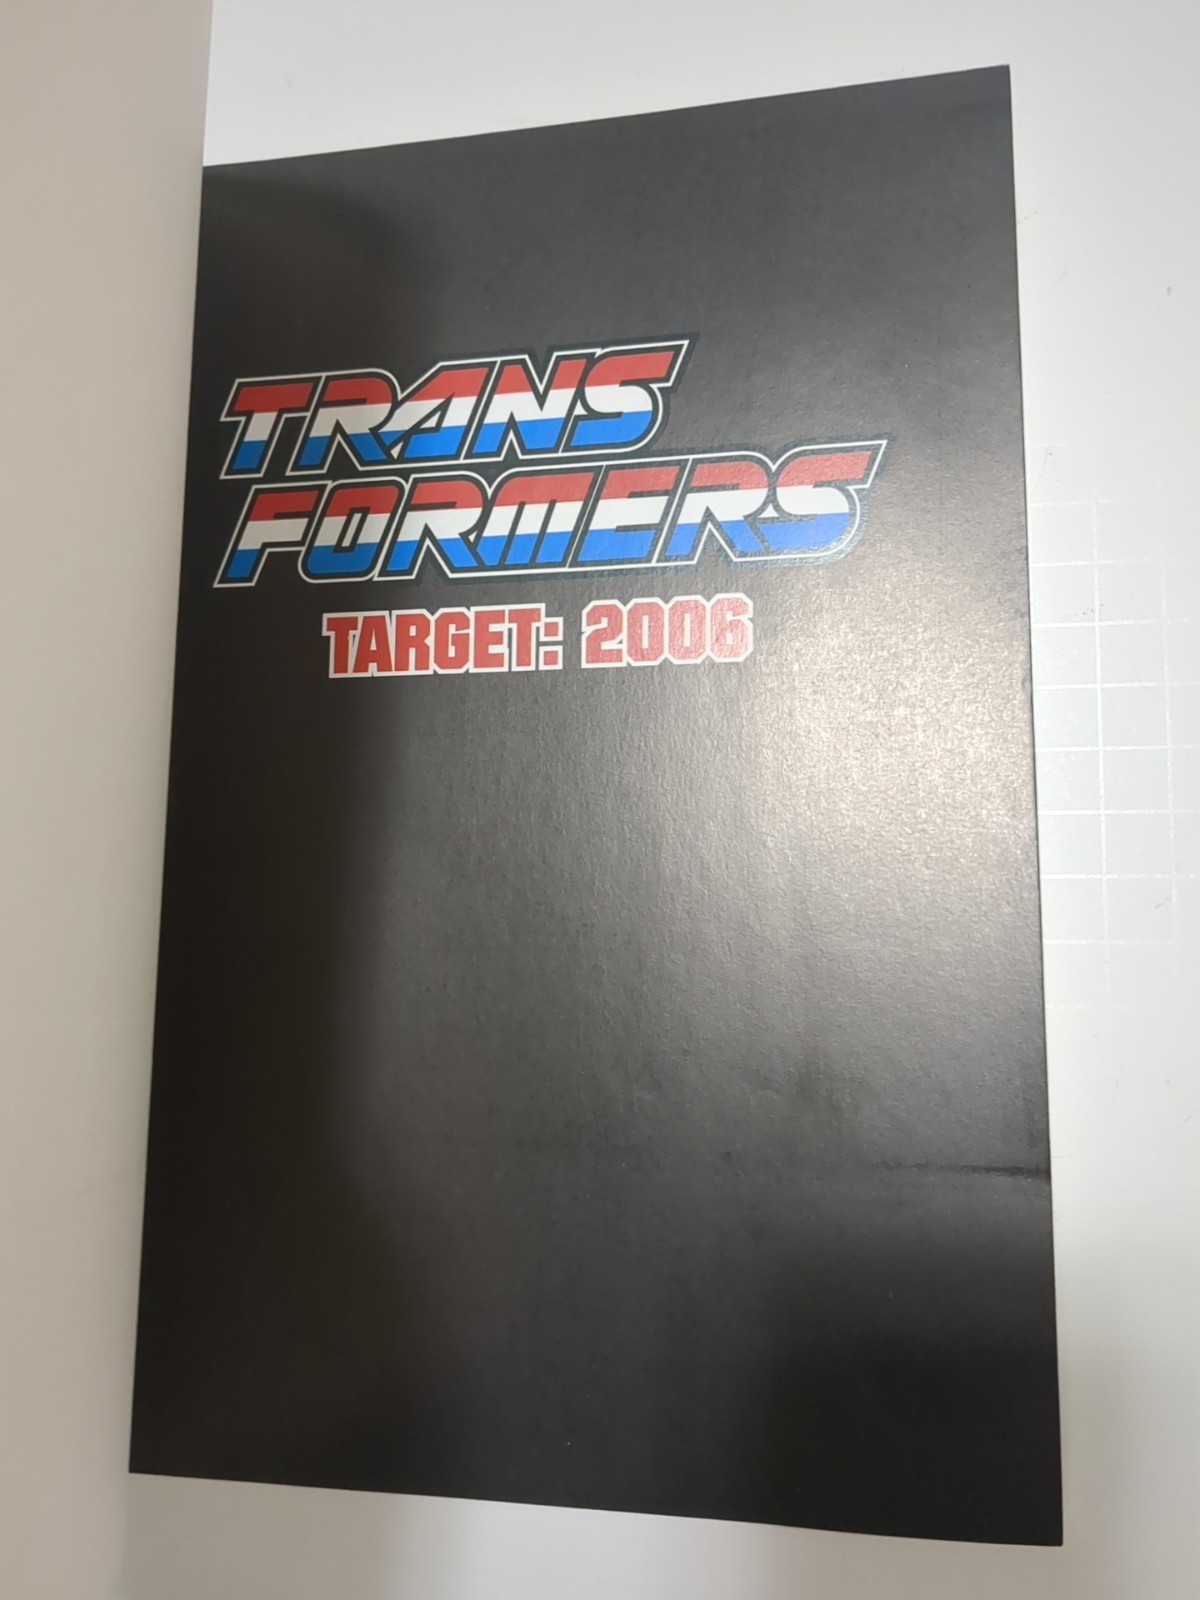 TRANS
FORMERS
TARGET: 2006